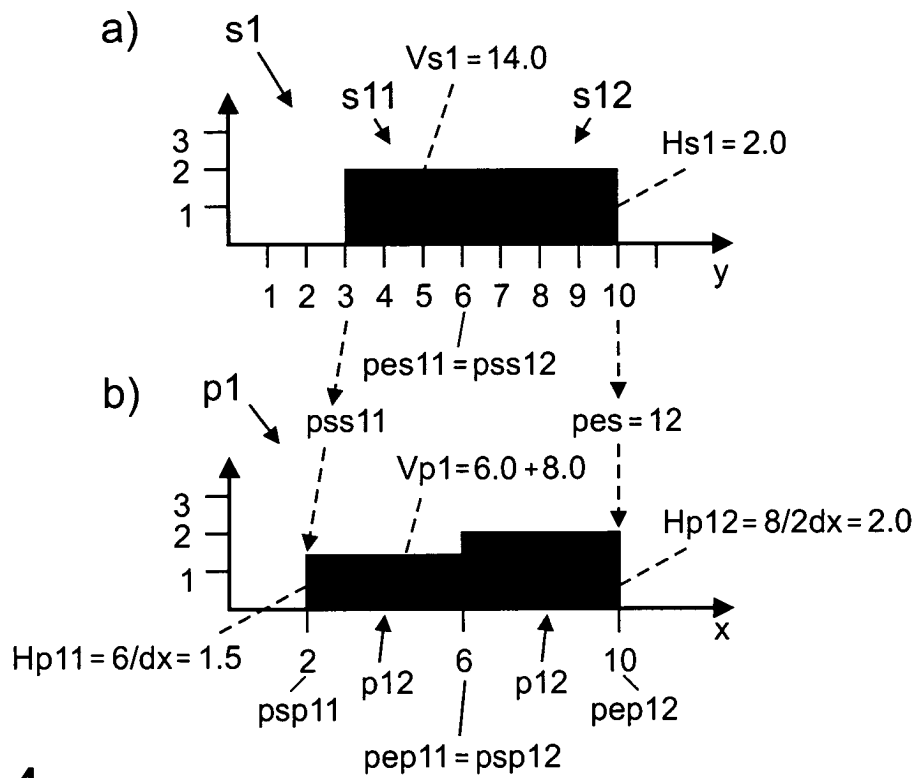 a)
s1
Vs1 = 14.0
s11
s12
Hs1 = 2.0
3
2
1
y
1 2 3 4 5 6 7 8 9 10
pes11 = pss12
b)
p1
pss11
pes = 12
Vp1 = 6.0 + 8.0
Hp12 = 8/2dx = 2.0
3
2
1
x
Hp11 = 6/dx = 1.5
2 6 10
p12 p12
psp11
pep12
pep11 = psp12